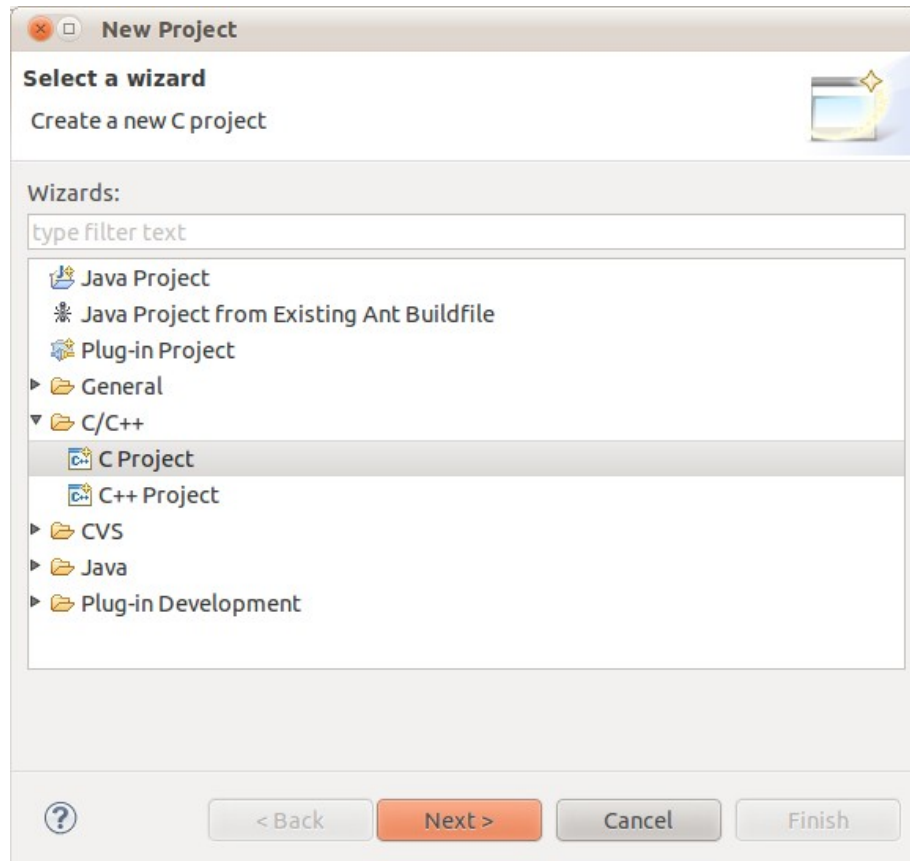 New Project
Select a wizard
Create a new C project
Wizards:
type filter text
Java Project
Java Project from Existing Ant Buildfile
Plug-in Project
General
C/C++
C Project
C++ Project
CVS
Java
Plug-in Development
? < Back Next > Cancel Finish